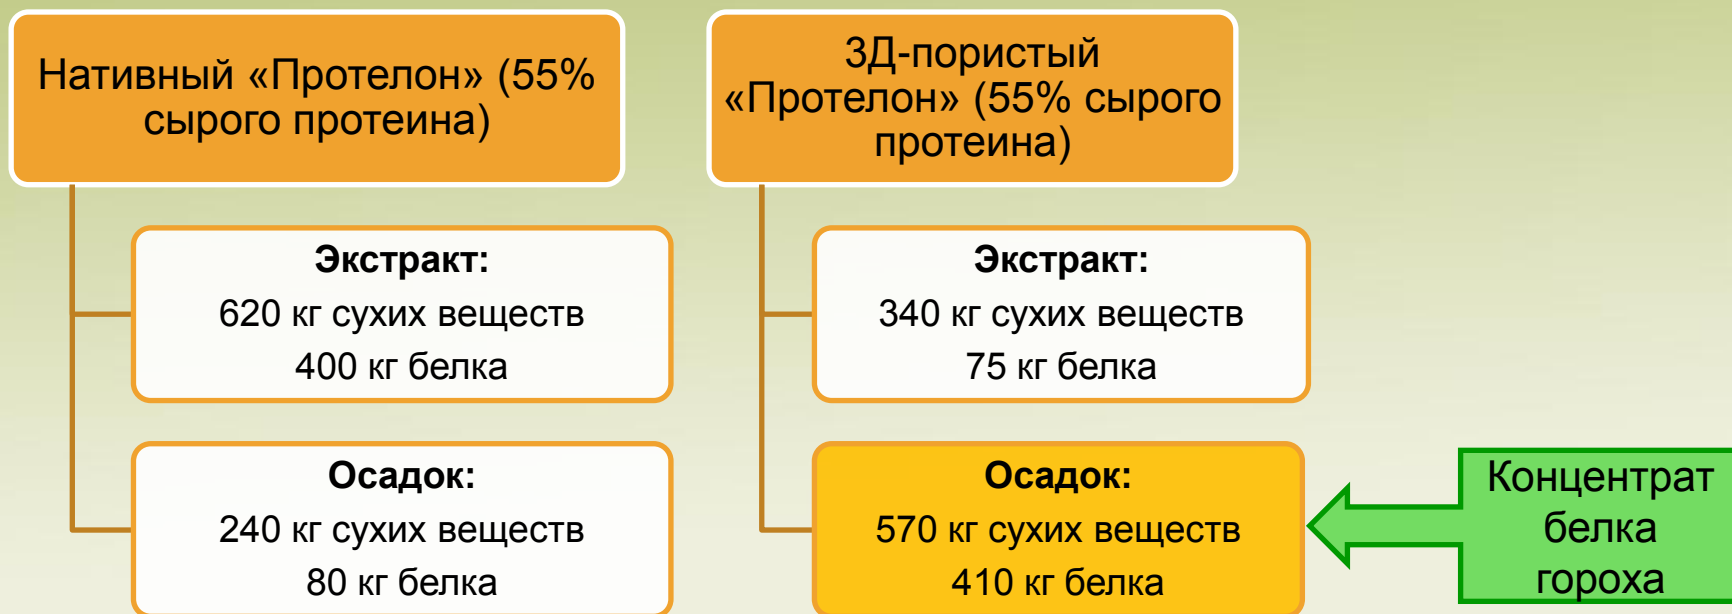 Нативный «Протелон» (55%
сырого протеина)
Экстракт:
620 кг сухих веществ
400 кг белка
Осадок:
240 кг сухих веществ
80 кг белка
3Д-пористый
«Протелон» (55% сырого
протеина)
Экстракт:
340 кг сухих веществ
75 кг белка
Осадок:
570 кг сухих веществ
410 кг белка
Концентрат
белка
гороха